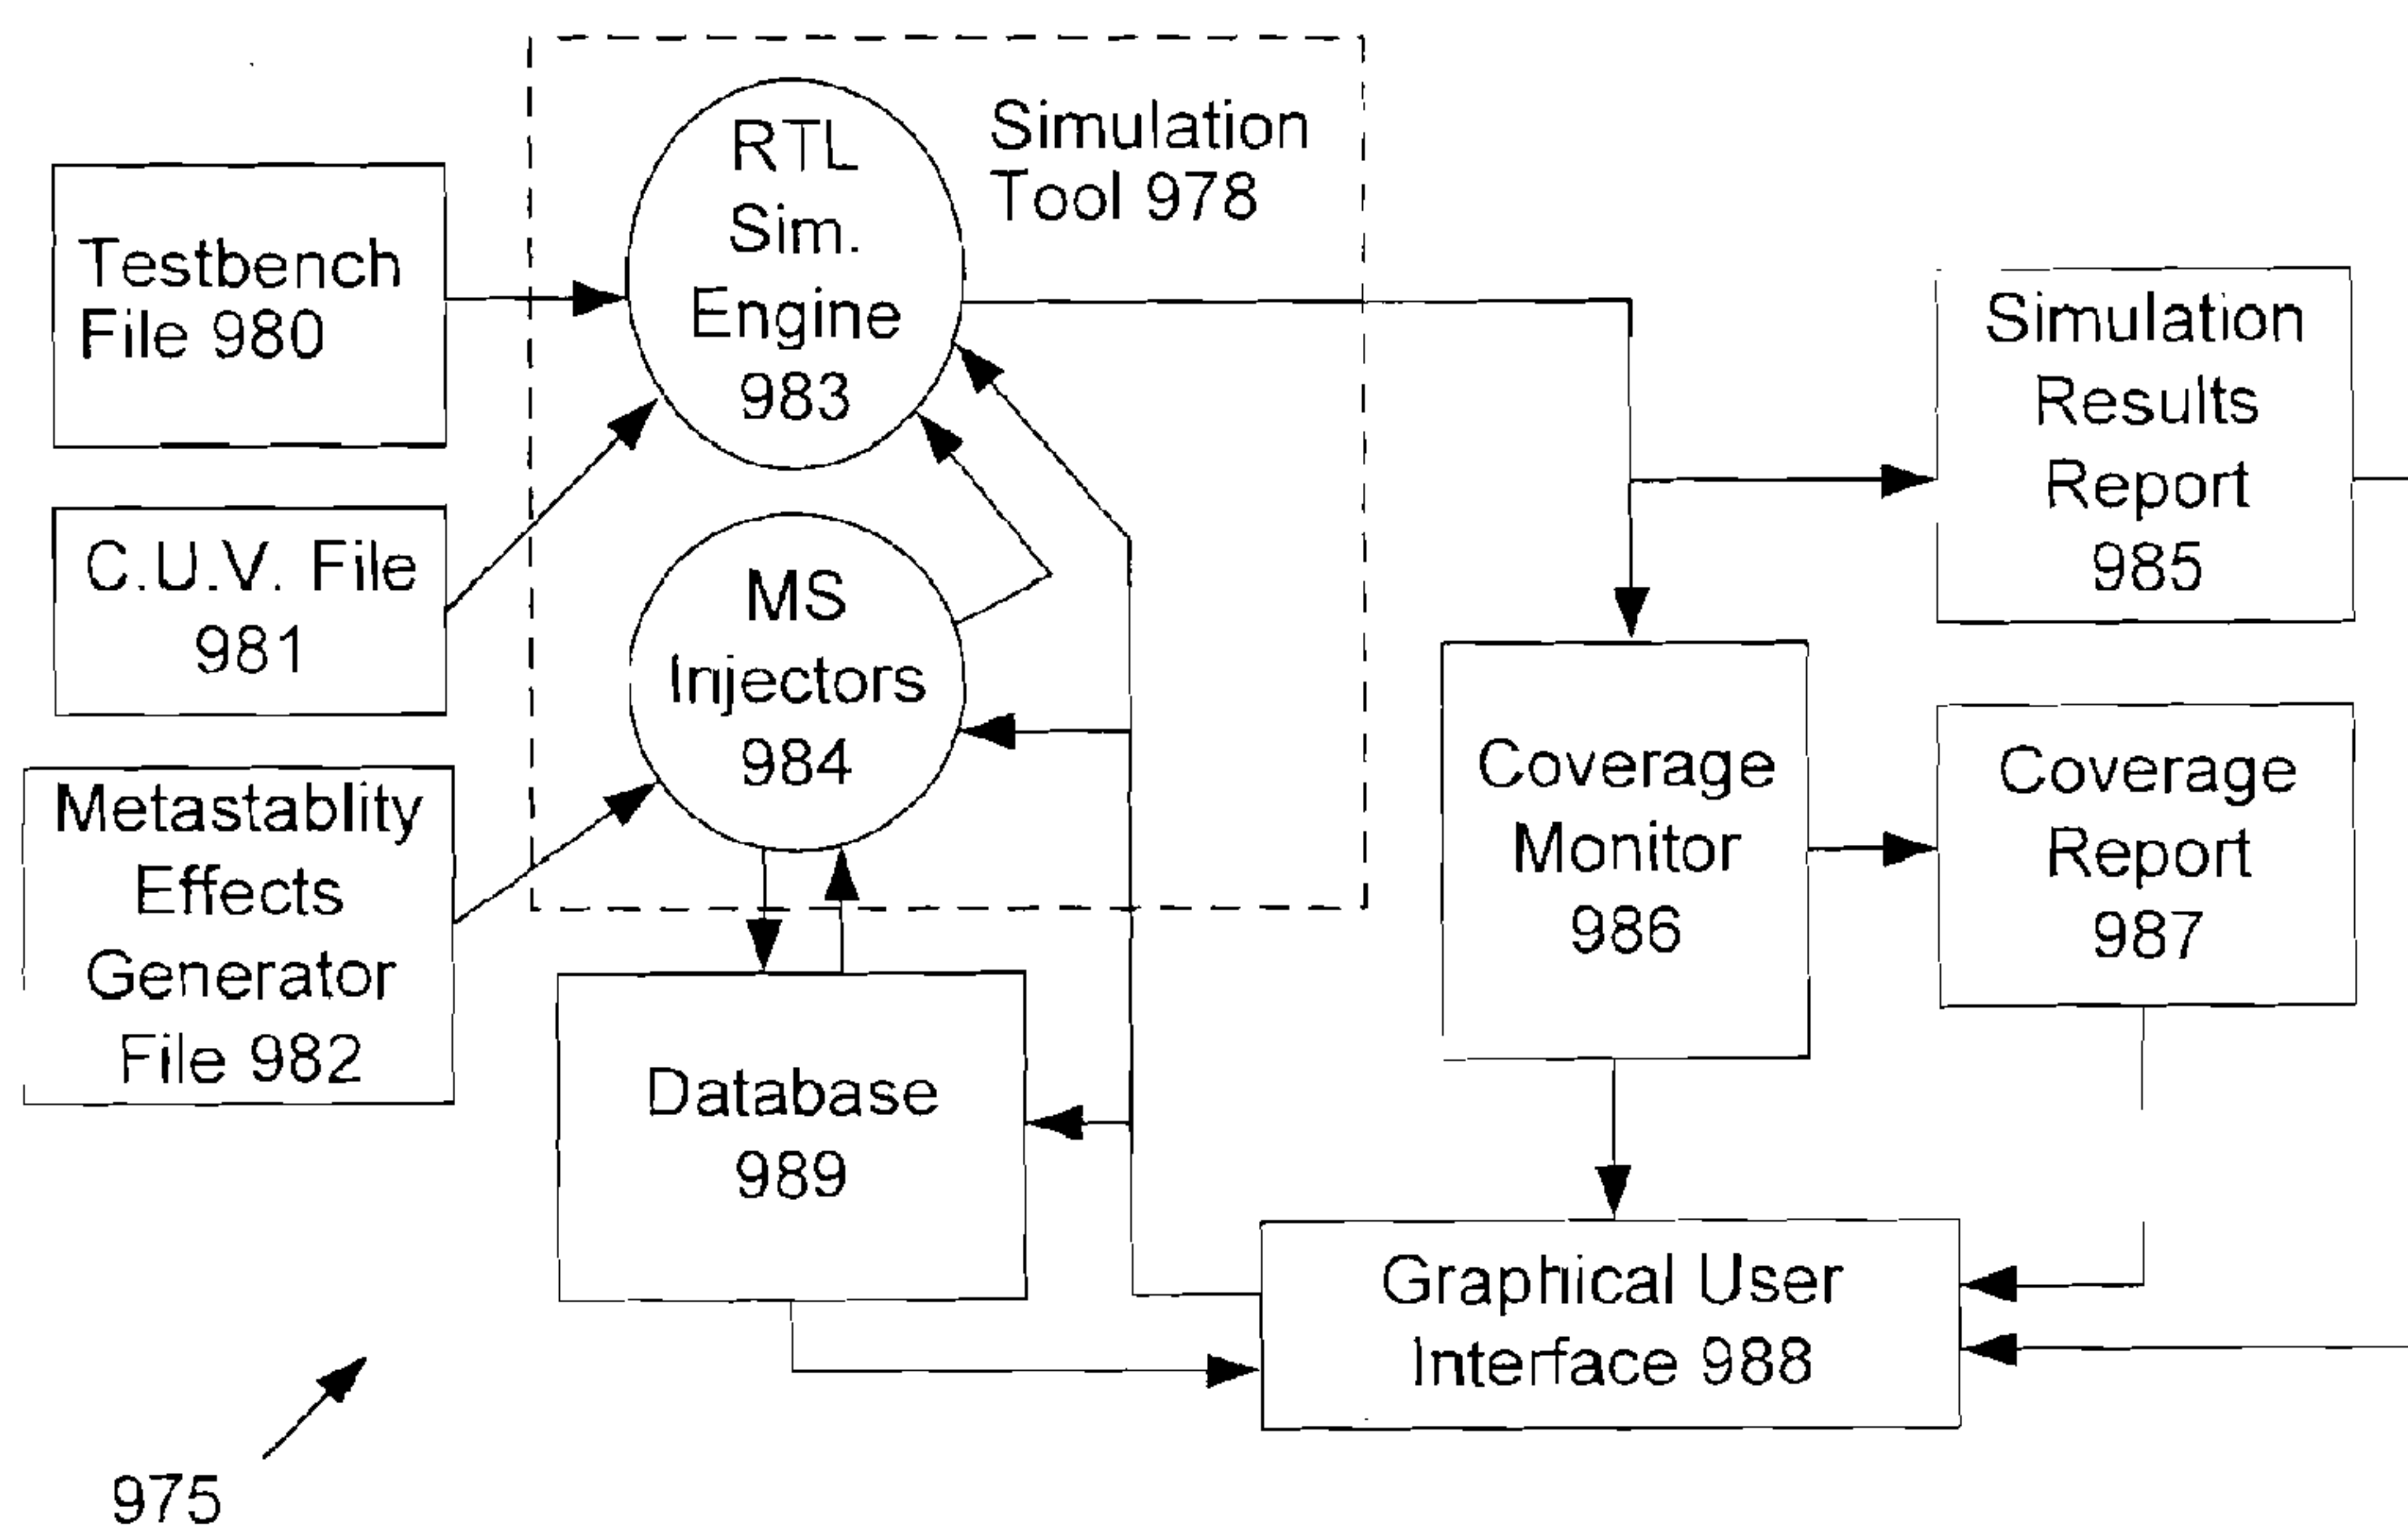 RTL
Sim.
Engine
983
Simulation
Tool 978
Testbench
File 980
C.U.V. File
981
MS
Injectors
984
Metastablity
Effects
Generator
File 982
Database
989
Simulation
Results
Report
985
Coverage
Monitor
986
Coverage
Report
987
Graphical User
Interface 988
975